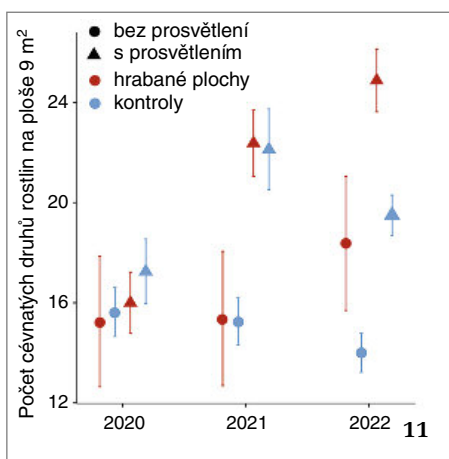 Počet cévnatých druhů rostlin na ploše 9 m²
bez prosvětlení
s prosvětlením
hrabané plochy
kontroly
24
20
16
12
2020
2021
2022
11